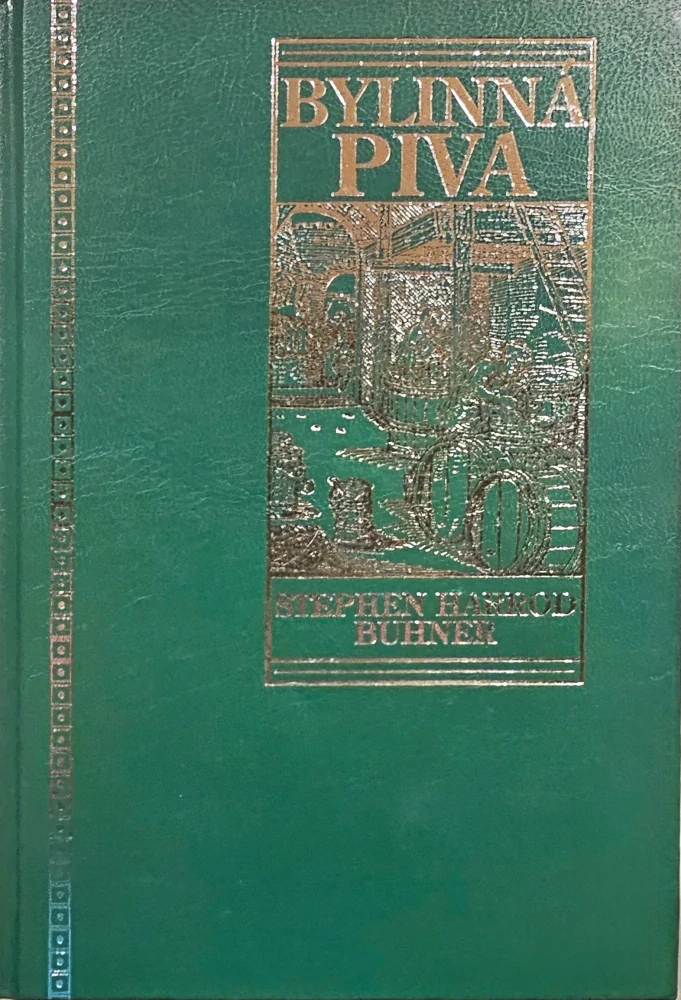 BYLINNÁ
PIVA
STEPHEN HARROD
BUHNER